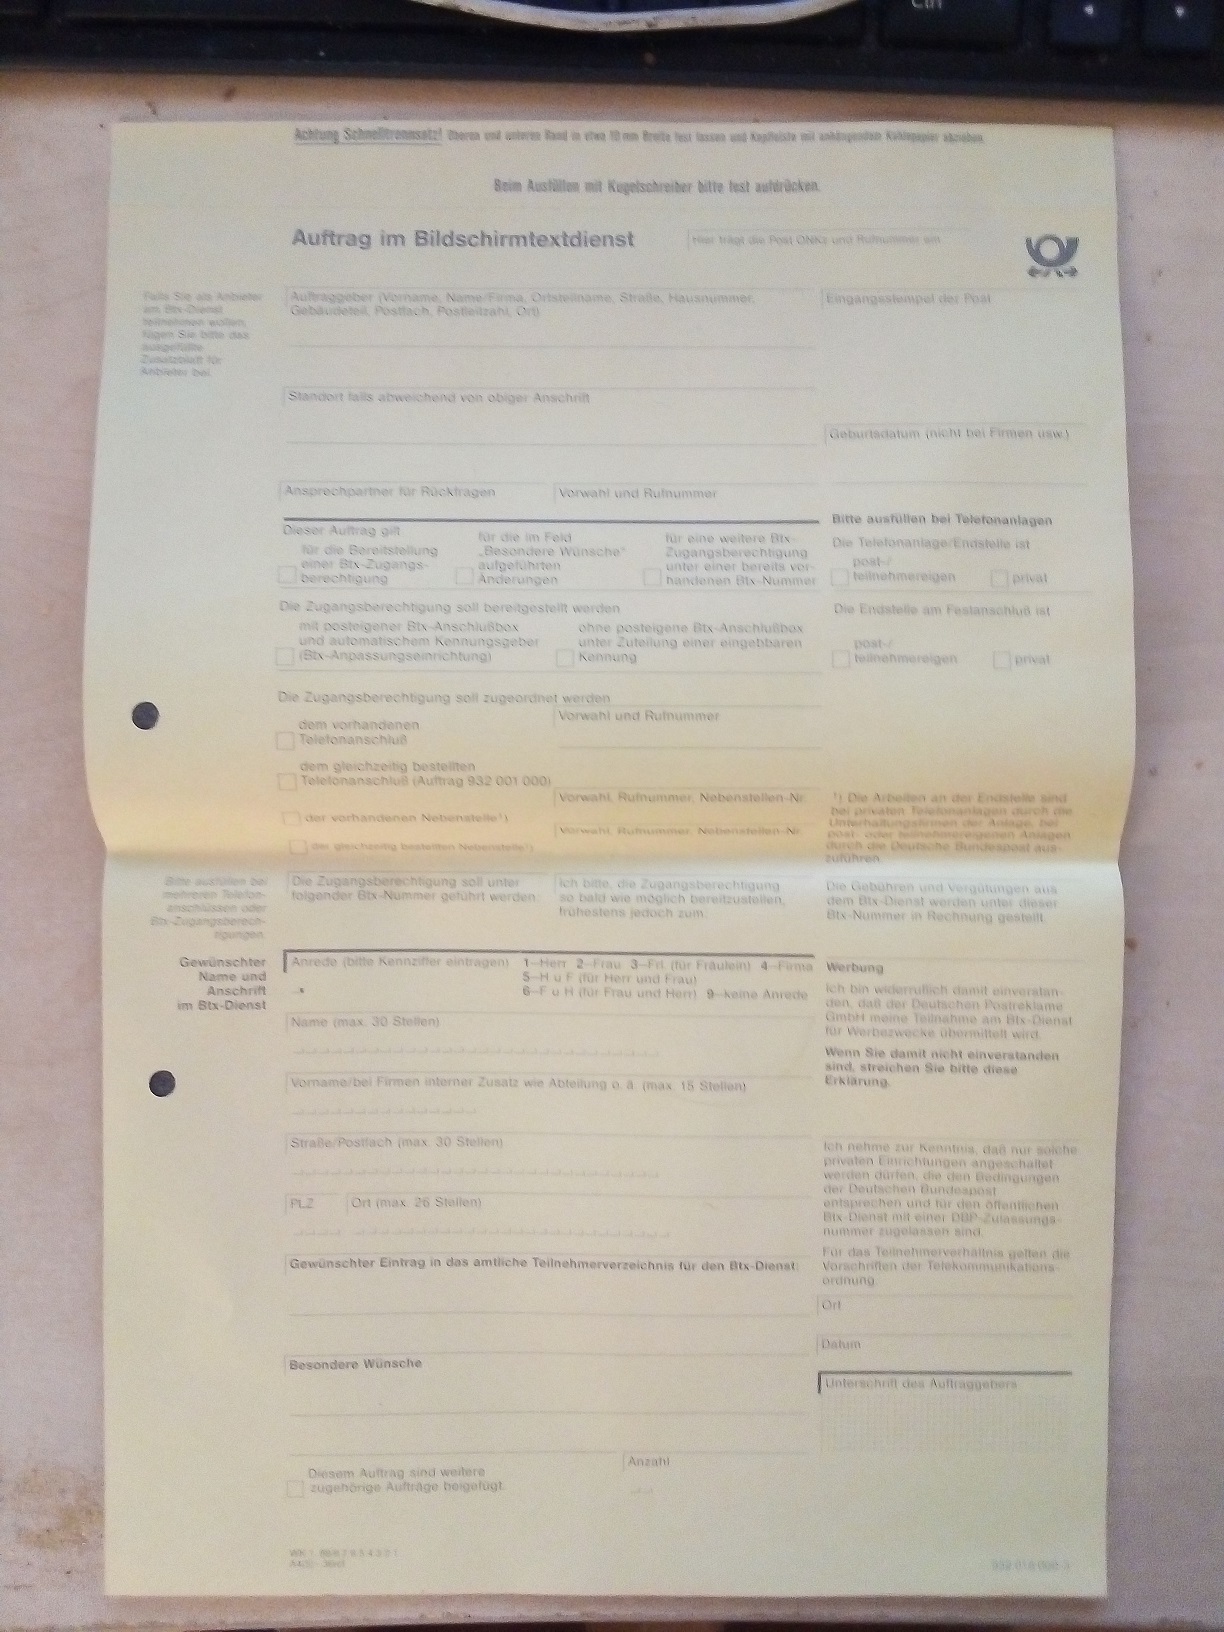 Achtung Schnelltrennsatz! Oberen und unteren Rand in etwa 10 mm Breite fest fassen und Kopfleiste mit anhängendem Kohlepapier abziehen.
Beim Ausfüllen mit Kugelschreiber bitte fest aufdrücken.
Auftrag im Bildschirmtextdienst
Hier trägt die Post ONKz und Rufnummer ein
Falls Sie als Anbieter
am Btx-Dienst
teilnehmen wollen,
fügen Sie bitte das
ausgefüllte
Zusatzblatt für
Anbieter bei.
Auftraggeber (Vorname, Name/Firma, Ortsteilname, Straße, Hausnummer,
Gebäudeteil, Postfach, Postleitzahl, Ort)
Eingangsstempel der Post
Standort falls abweichend von obiger Anschrift
Geburtsdatum (nicht bei Firmen usw.)
Ansprechpartner für Rückfragen
Vorwahl und Rufnummer
Dieser Auftrag gilt
für die Bereitstellung
einer Btx-Zugangs-
berechtigung
für die im Feld
„Besondere Wünsche"
aufgeführten
Änderungen
für eine weitere Btx-
Zugangsberechtigung
unter einer bereits vor-
handenen Btx-Nummer
Bitte ausfüllen bei Telefonanlagen
Die Telefonanlage/Endstelle ist
post-/
teilnehmereigen
privat
Die Zugangsberechtigung soll bereitgestellt werden
mit posteigener Btx-Anschlußbox
und automatischem Kennungsgeber
(Btx-Anpassungseinrichtung)
ohne posteigene Btx-Anschlußbox
unter Zuteilung einer eingebbaren
Kennung
Die Endstelle am Festanschluß ist
post-/
teilnehmereigen
privat
Die Zugangsberechtigung soll zugeordnet werden
dem vorhandenen
Telefonanschluß
Vorwahl und Rufnummer
dem gleichzeitig bestellten
Telefonanschluß (Auftrag 932 001 000)
der vorhandenen Nebenstelle¹)
Vorwahl, Rufnummer, Nebenstellen-Nr.
der gleichzeitig bestellten Nebenstelle¹)
Vorwahl, Rufnummer, Nebenstellen-Nr.
¹) Die Arbeiten an der Endstelle sind
bei privaten Telefonanlagen durch die
Unterhaltungsfirmen der Anlage, bei
post- oder teilnehmereigenen Anlagen
durch die Deutsche Bundespost aus-
zuführen.
Bitte ausfüllen bei
mehreren Telefon-
anschlüssen oder
Btx-Zugangsberech-
tigungen
Die Zugangsberechtigung soll unter
folgender Btx-Nummer geführt werden:
Ich bitte, die Zugangsberechtigung
so bald wie möglich bereitzustellen,
frühestens jedoch zum:
Die Gebühren und Vergütungen aus
dem Btx-Dienst werden unter dieser
Btx-Nummer in Rechnung gestellt.
Gewünschter
Name und
Anschrift
im Btx-Dienst
Anrede (bitte Kennziffer eintragen)
1–Herr 2–Frau 3–Frl. (für Fräulein) 4–Firma
5–H u F (für Herr und Frau)
6–F u H (für Frau und Herr) 9–keine Anrede
Name (max. 30 Stellen)
Vorname/bei Firmen interner Zusatz wie Abteilung o. ä. (max. 15 Stellen)
Straße/Postfach (max. 30 Stellen)
PLZ
Ort (max. 26 Stellen)
Gewünschter Eintrag in das amtliche Teilnehmerverzeichnis für den Btx-Dienst:
Werbung
Ich bin widerruflich damit einverstan-
den, daß der Deutschen Postreklame
GmbH meine Teilnahme am Btx-Dienst
für Werbezwecke übermittelt wird.
Wenn Sie damit nicht einverstanden
sind, streichen Sie bitte diese
Erklärung.
Ich nehme zur Kenntnis, daß nur solche
privaten Einrichtungen angeschaltet
werden dürfen, die den Bedingungen
der Deutschen Bundespost
entsprechen und für den öffentlichen
Btx-Dienst mit einer DBP-Zulassungs-
nummer zugelassen sind.
Für das Teilnehmerverhältnis gelten die
Vorschriften der Telekommunikations-
ordnung.
Ort
Datum
Besondere Wünsche
Unterschrift des Auftraggebers
Diesem Auftrag sind weitere
zugehörige Aufträge beigefügt.
Anzahl